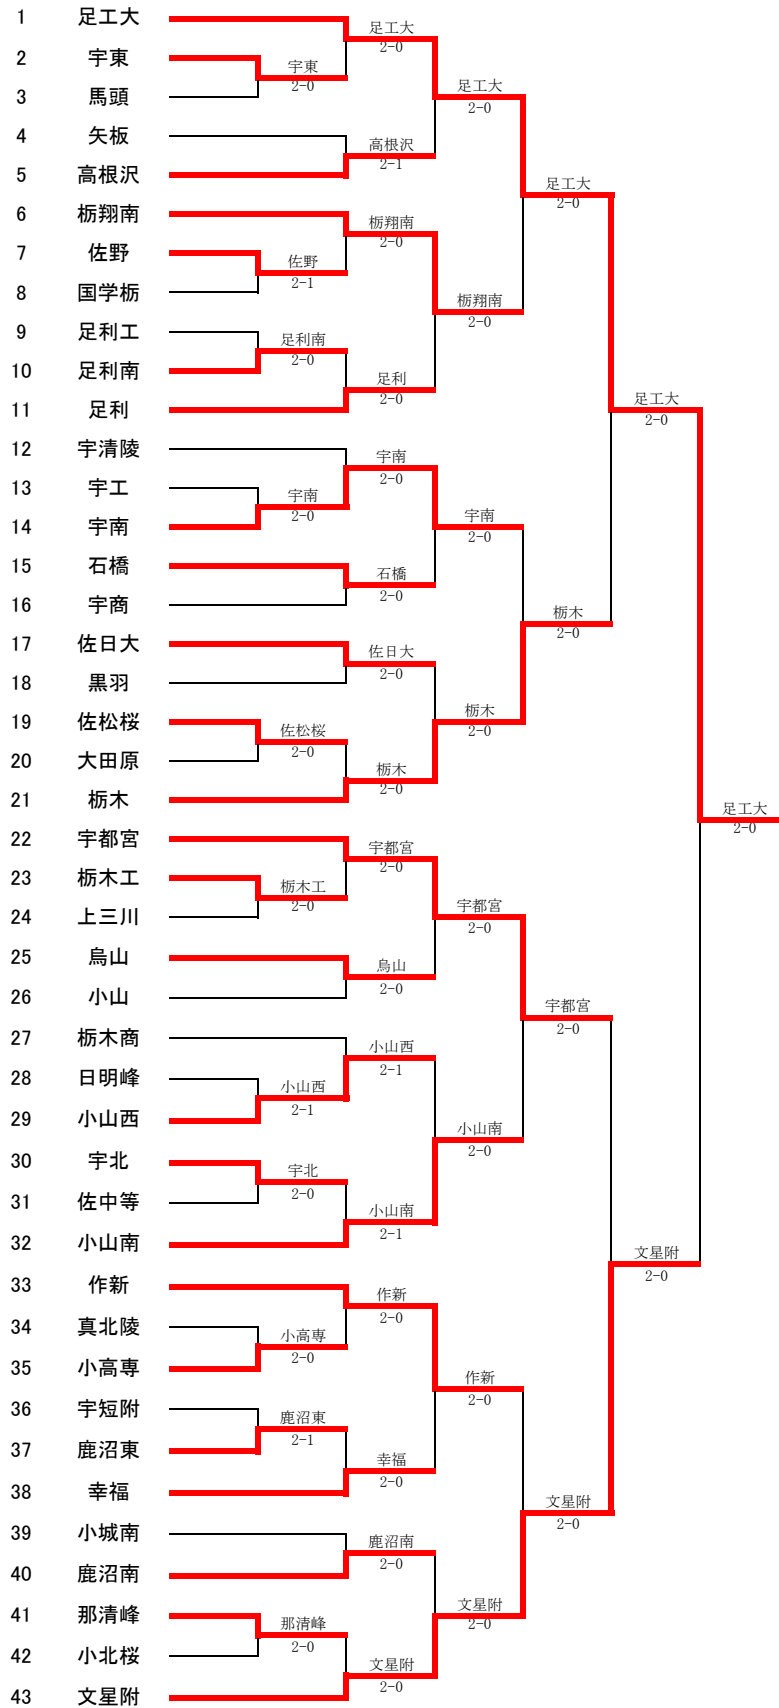 1 足工大
足工大
2-0
2 宇東
宇東
2-0
足工大
2-0
3 馬頭
4 矢板
高根沢
2-1
5 高根沢
足工大
2-0
6 栃翔南
栃翔南
2-0
7 佐野
佐野
2-1
8 国学栃
栃翔南
2-0
9 足利工
足利南
2-0
10 足利南
足利
2-0
11 足利
足工大
2-0
12 宇清陵
宇南
2-0
13 宇工
宇南
2-0
14 宇南
宇南
2-0
15 石橋
石橋
2-0
16 宇商
栃木
2-0
17 佐日大
佐日大
2-0
18 黒羽
栃木
2-0
19 佐松桜
佐松桜
2-0
20 大田原
栃木
2-0
21 栃木
足工大
2-0
22 宇都宮
宇都宮
2-0
23 栃木工
栃木工
2-0
24 上三川
宇都宮
2-0
25 烏山
烏山
2-0
26 小山
宇都宮
2-0
27 栃木商
小山西
2-1
28 日明峰
小山西
2-1
29 小山西
小山南
2-0
30 宇北
宇北
2-0
31 佐中等
小山南
2-1
32 小山南
文星附
2-0
33 作新
作新
2-0
34 真北陵
小高専
2-0
35 小高専
作新
2-0
36 宇短附
鹿沼東
2-1
37 鹿沼東
幸福
2-0
38 幸福
文星附
2-0
39 小城南
鹿沼南
2-0
40 鹿沼南
文星附
2-0
41 那清峰
那清峰
2-0
42 小北桜
文星附
2-0
43 文星附